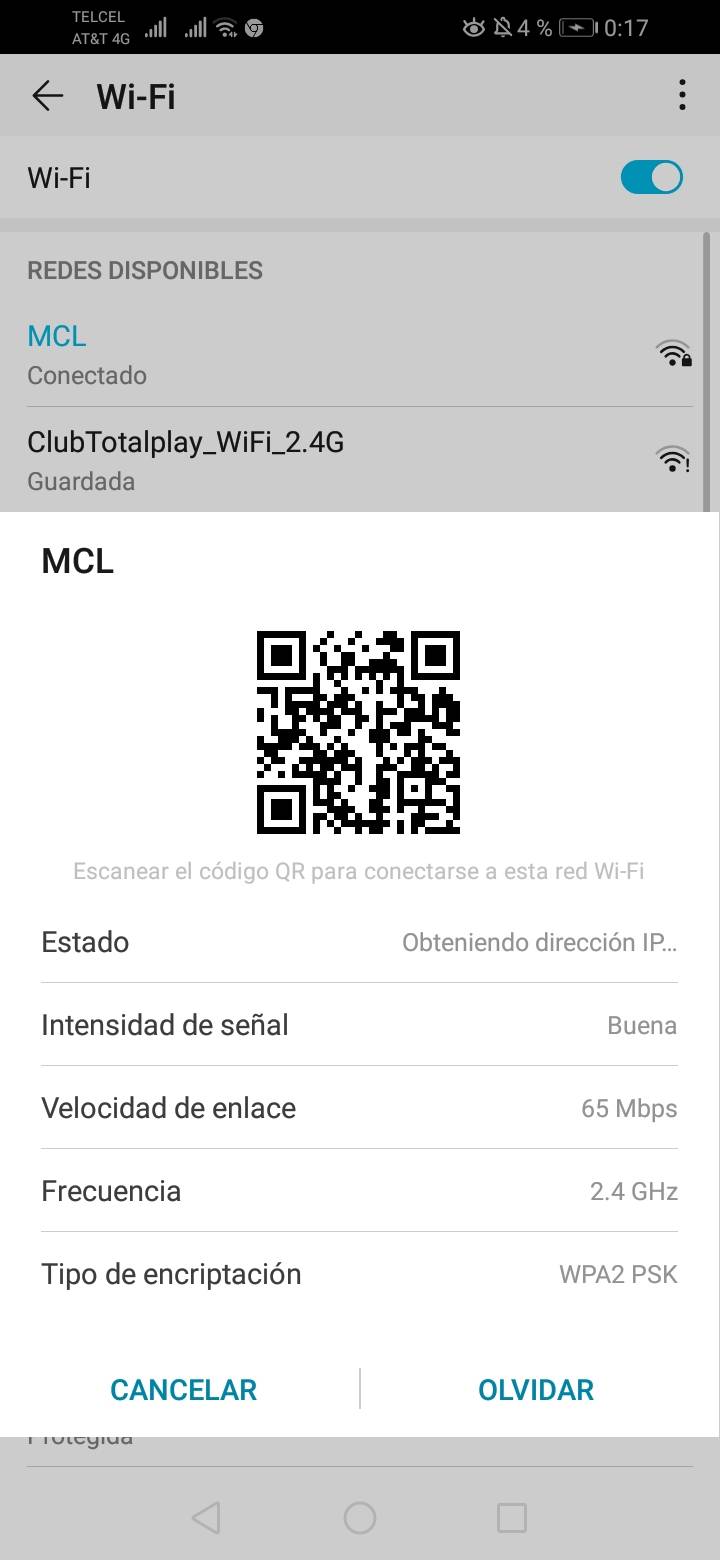 TELCEL
AT&T 4G
4 %
0:17
Wi-Fi
Wi-Fi
REDES DISPONIBLES
MCL
Conectado
ClubTotalplay_WiFi_2.4G
Guardada
MCL
Escanear el código QR para conectarse a esta red Wi-Fi
Estado
Obteniendo dirección IP...
Intensidad de señal
Buena
Velocidad de enlace
65 Mbps
Frecuencia
2.4 GHz
Tipo de encriptación
WPA2 PSK
CANCELAR
OLVIDAR
Protegida